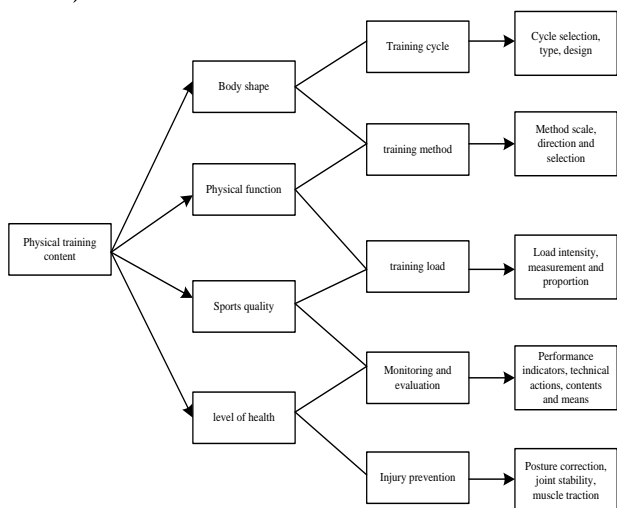 Physical training
content
Body shape
Physical function
Sports quality
level of health
Training cycle
training method
training load
Monitoring and
evaluation
Injury prevention
Cycle selection,
type, design
Method scale,
direction and
selection
Load intensity,
measurement and
proportion
Performance
indicators, technical
actions, contents
and means
Posture correction,
joint stability,
muscle traction